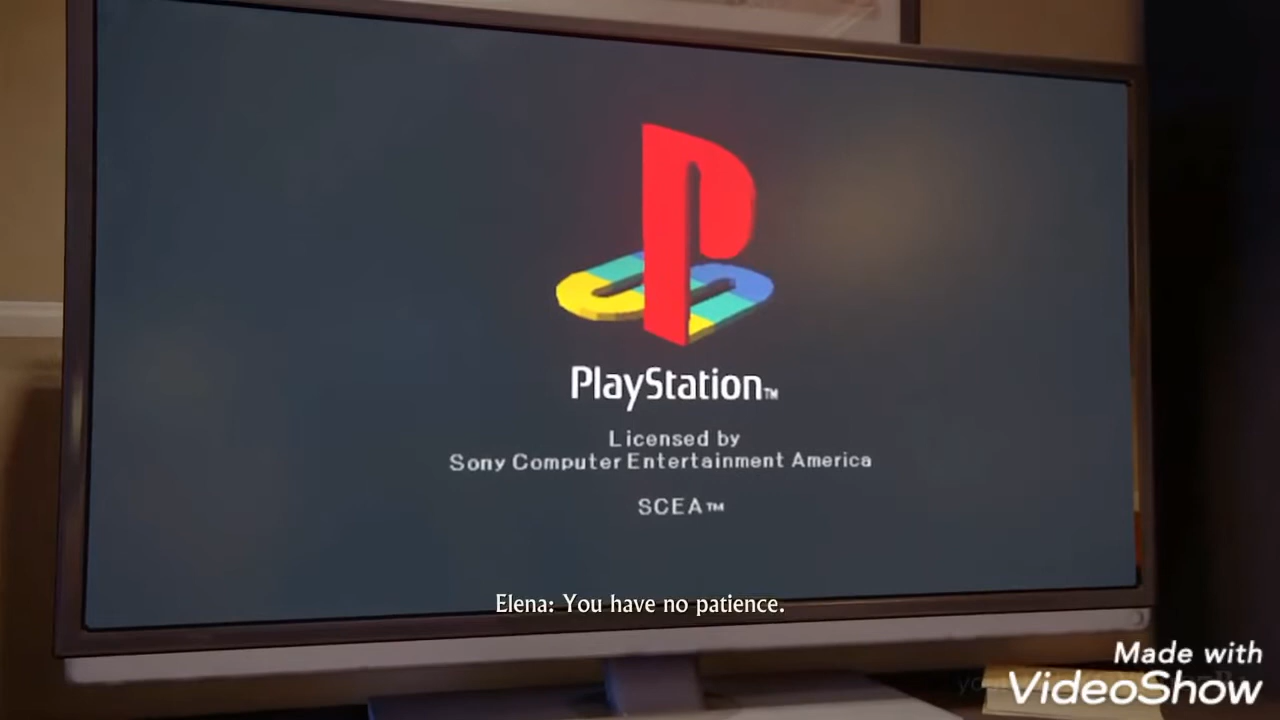 PlayStation™
Licensed by
Sony Computer Entertainment America
SCEA™
Elena: You have no patience.
Made with
VideoShow